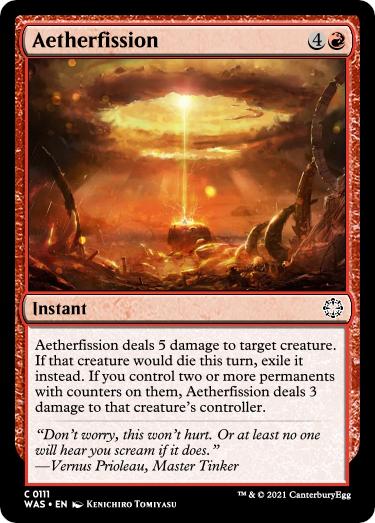 Aetherfission 4
Instant
Aetherfission deals 5 damage to target creature.
If that creature would die this turn, exile it
instead. If you control two or more permanents
with counters on them, Aetherfission deals 3
damage to that creature's controller.
“Don't worry, this won't hurt. Or at least no one
will hear you scream if it does.”
—Vernus Prioleau, Master Tinker
C 0111
WAS • EN Kenichiro Tomiyasu
™ & © 2021 CanterburyEgg